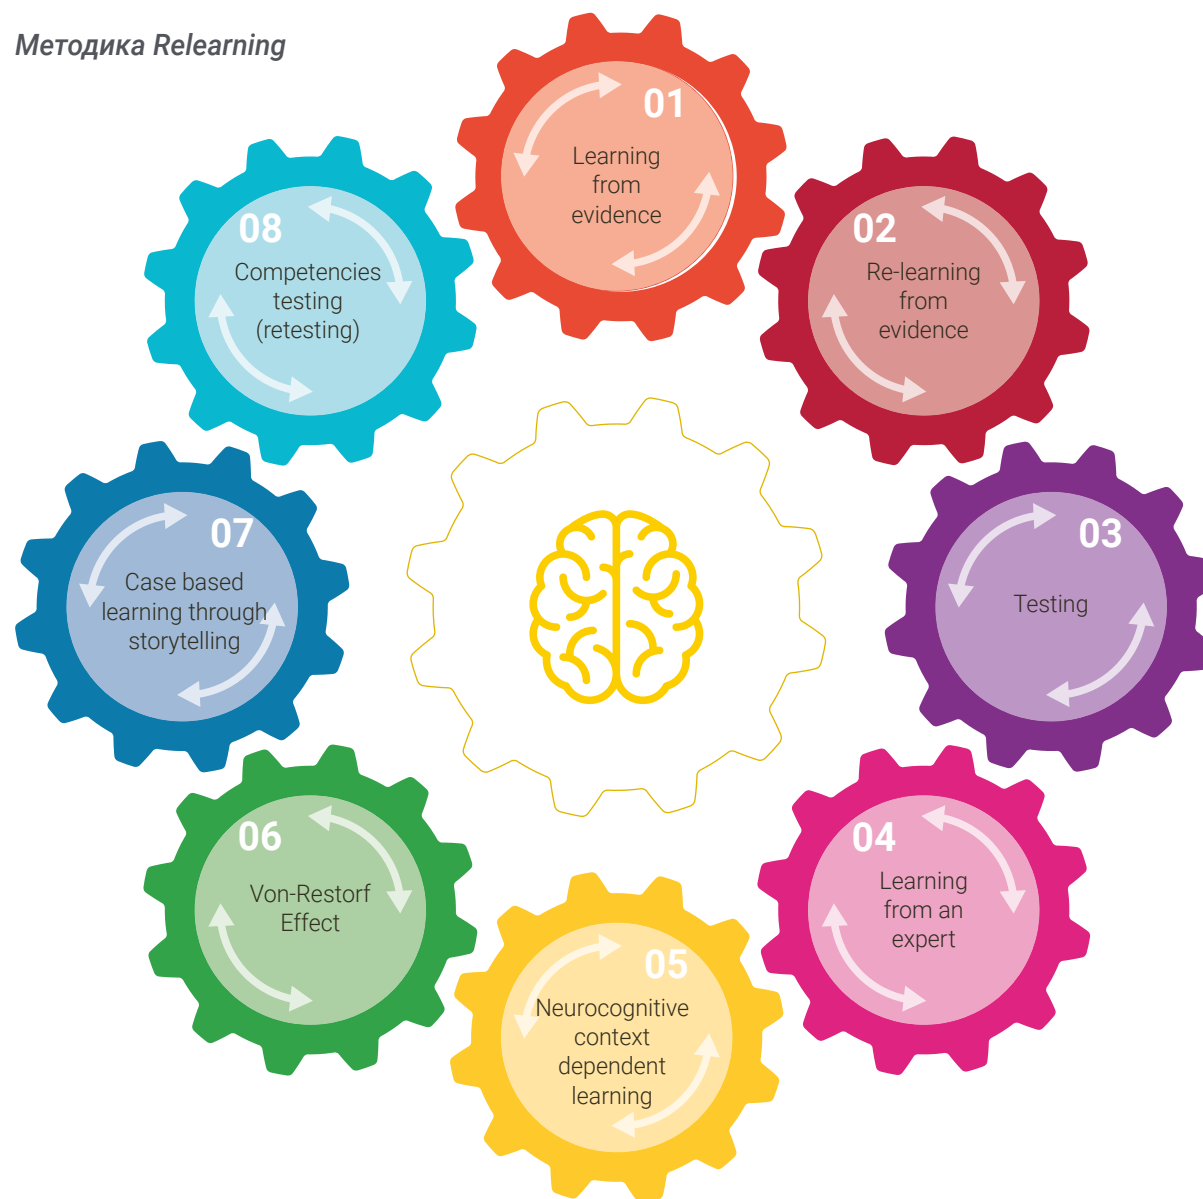 Методика Relearning
01
Learning
from
evidence
02
Re-learning
from
evidence
03
Testing
04
Learning
from an
expert
05
Neurocognitive
context
dependent
learning
06
Von-Restorf
Effect
07
Case based
learning through
storytelling
08
Competencies
testing
(retesting)